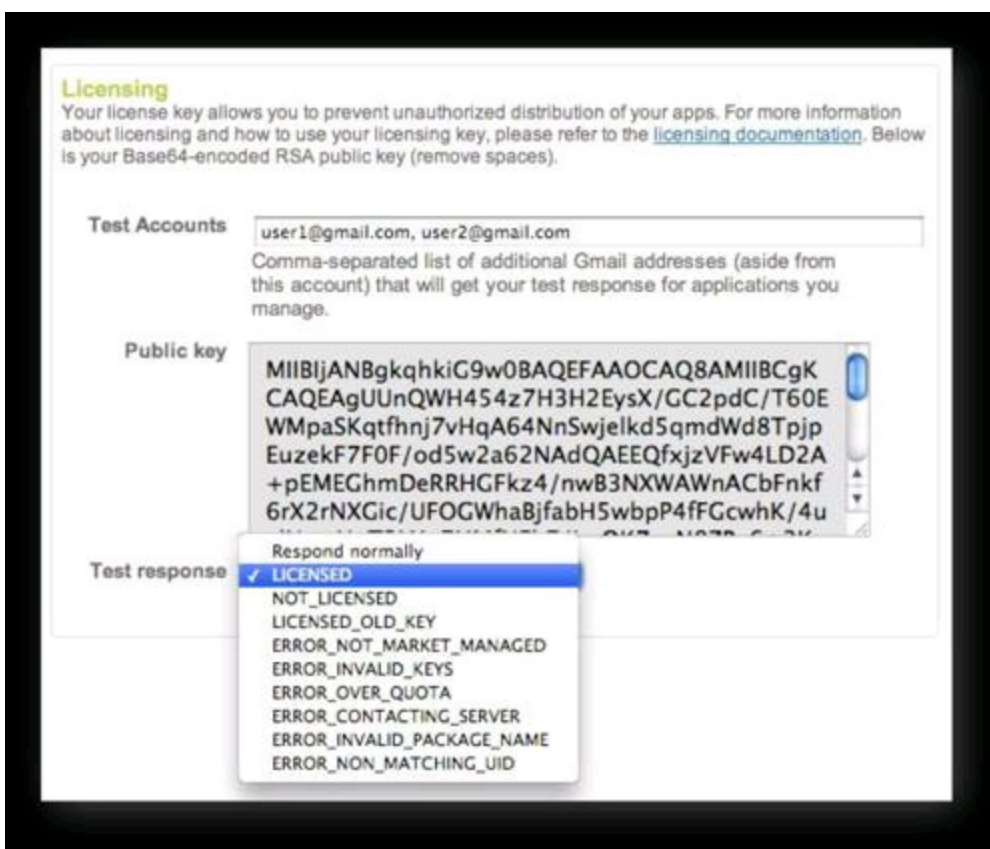 Licensing
Your license key allows you to prevent unauthorized distribution of your apps. For more information
about licensing and how to use your licensing key, please refer to the licensing documentation. Below
is your Base64-encoded RSA public key (remove spaces).
Test Accounts
user1@gmail.com, user2@gmail.com
Comma-separated list of additional Gmail addresses (aside from
this account) that will get your test response for applications you
manage.
Public key
MIIBIjANBgkqhkiG9w0BAQEFAAOCAQ8AMIIBCgK
CAQEAgUUnQWH454z7H3H2EysX/GC2pdC/T60E
WMpaSKqtfhnj7vHqA64NnSwjelkd5qmdWd8Tpjp
EuzekF7F0F/od5w2a62NAdQAEEQfxjzVFw4LD2A
+pEMEGhmDeRRHGFkz4/nwB3NXWAWnACbFnkf
6rX2rNXGic/UFOGWhaBjfabH5wbpP4fFGcwhK/4u
Respond normally
Test response ✓ LICENSED
NOT_LICENSED
LICENSED_OLD_KEY
ERROR_NOT_MARKET_MANAGED
ERROR_INVALID_KEYS
ERROR_OVER_QUOTA
ERROR_CONTACTING_SERVER
ERROR_INVALID_PACKAGE_NAME
ERROR_NON_MATCHING_UID